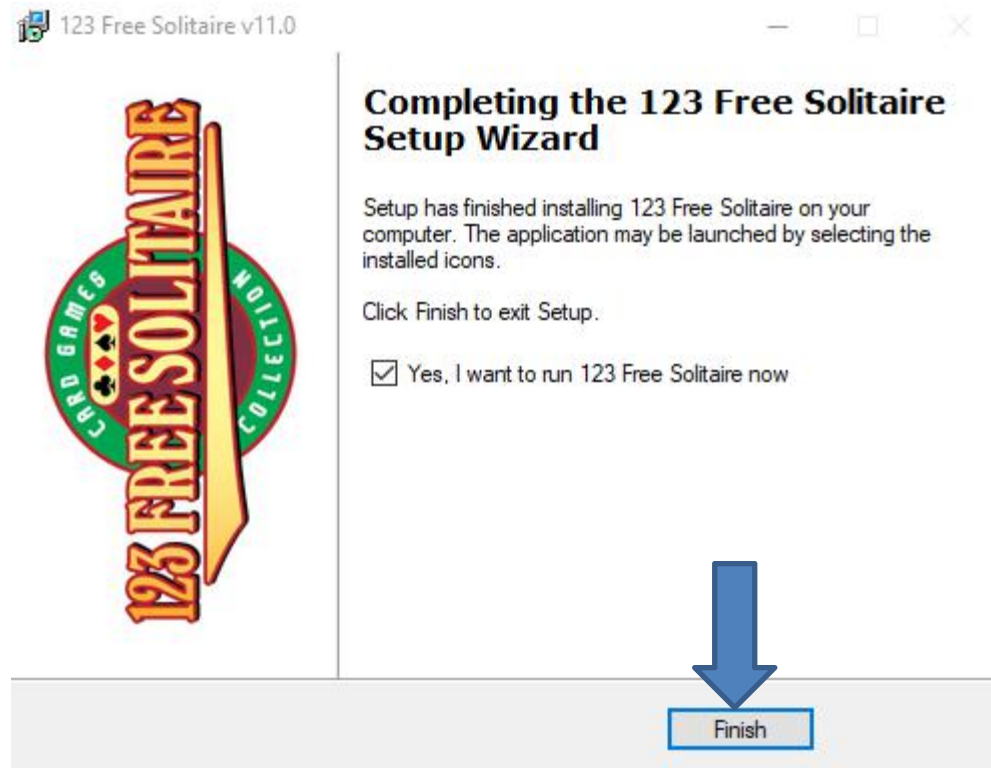 123 Free Solitaire v11.0
123 FREE SOLITAIRE
CARD GAMES
COLLECTION
Completing the 123 Free Solitaire
Setup Wizard
Setup has finished installing 123 Free Solitaire on your
computer. The application may be launched by selecting the
installed icons.
Click Finish to exit Setup.
Yes, I want to run 123 Free Solitaire now
Finish